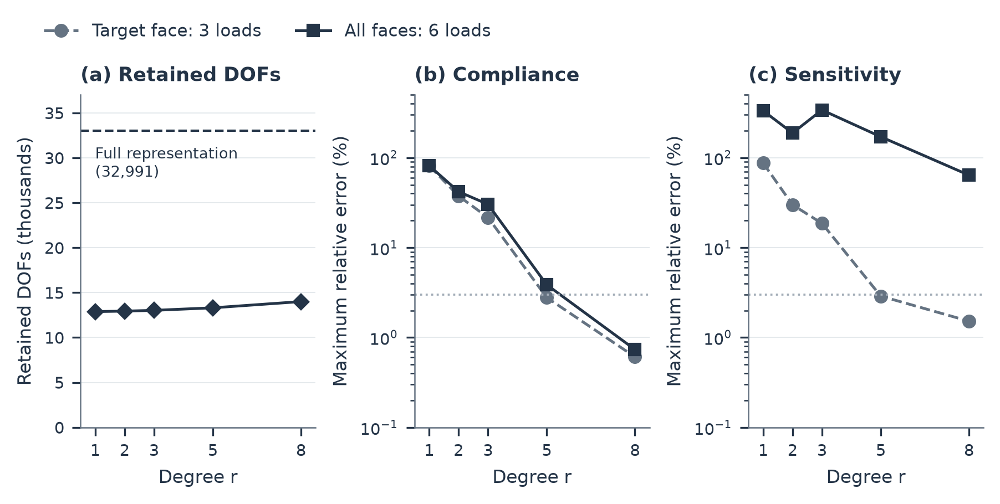 Target face: 3 loads
All faces: 6 loads
(a) Retained DOFs
Retained DOFs (thousands)
35
30
25
20
15
10
5
0
Full representation
(32,991)
1 2 3 5 8
Degree r
(b) Compliance
Maximum relative error (%)
10²
10¹
10⁰
10⁻¹
1 2 3 5 8
Degree r
(c) Sensitivity
Maximum relative error (%)
10²
10¹
10⁰
10⁻¹
1 2 3 5 8
Degree r